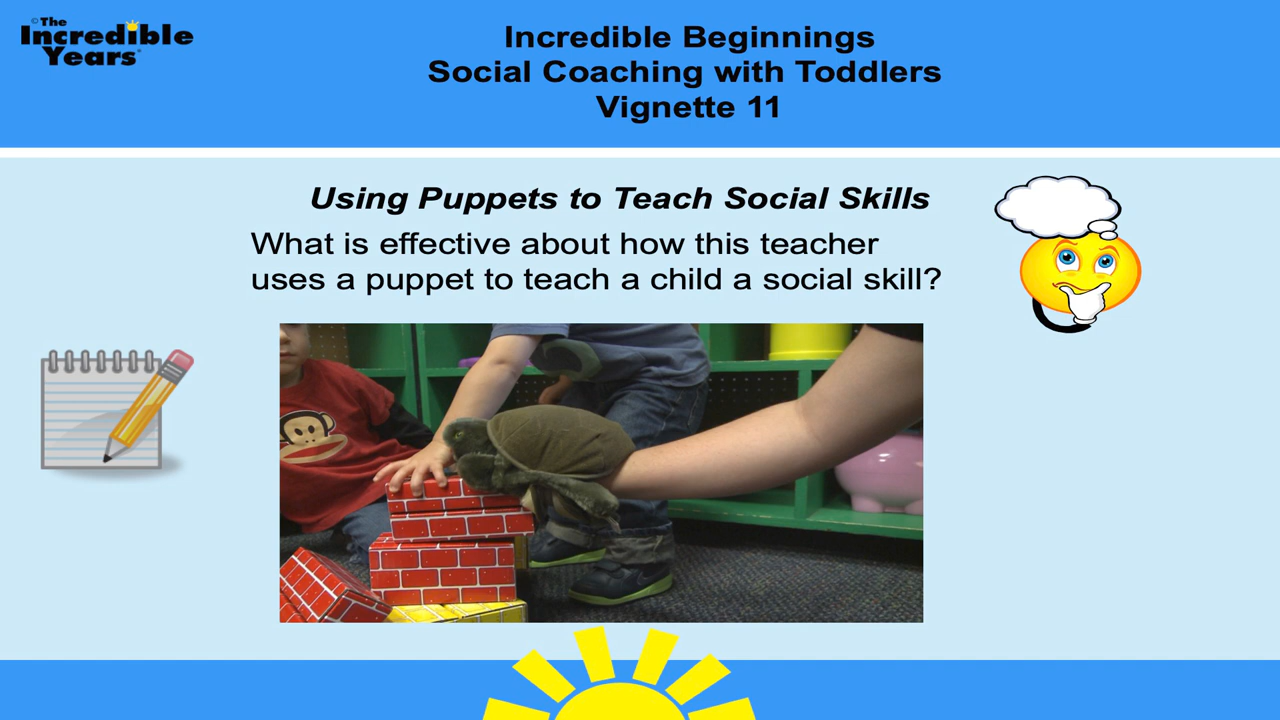 ©The
Incredible
Years®
Incredible Beginnings
Social Coaching with Toddlers
Vignette 11
Using Puppets to Teach Social Skills
What is effective about how this teacher
uses a puppet to teach a child a social skill?